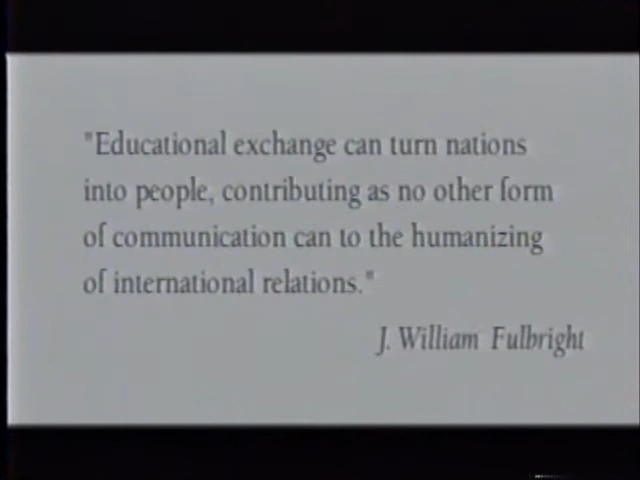 "Educational exchange can turn nations
into people, contributing as no other form
of communication can to the humanizing
of international relations."
J. William Fulbright